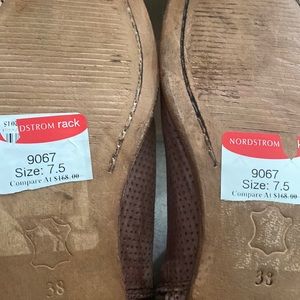 DSTROM rack
9067
Size: 7.5
Compare At $168.00
38
NORDSTROM
9067
Size: 7.5
Compare At $168.00
38